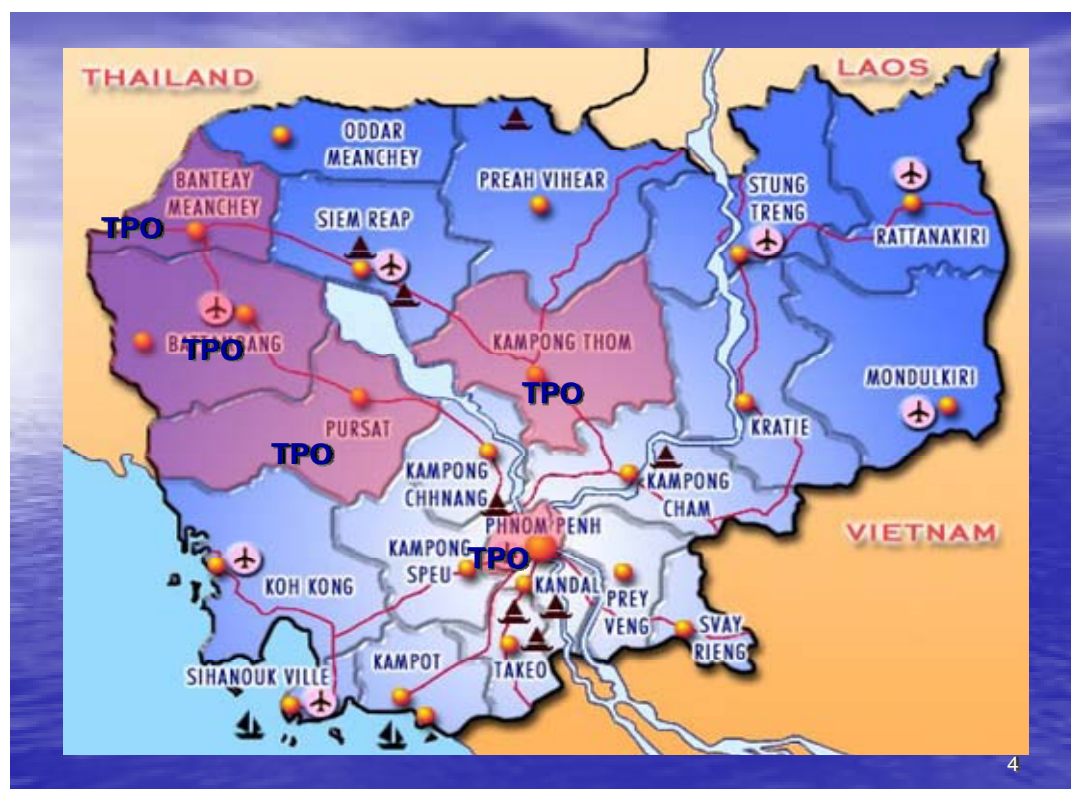 THAILAND
LAOS
ODDAR
MEANCHEY
BANTEAY
MEANCHEY
PREAH VIHEAR
STUNG
TRENG
SIEM REAP
TPO
RATTANAKIRI
BATTAMBANG
TPO
KAMPONG THOM
TPO
MONDULKIRI
PURSAT
TPO
KRATIE
KAMPONG
CHHNANG
KAMPONG
CHAM
PHNOM PENH
TPO
VIETNAM
KAMPONG
SPEU
KOH KONG
KANDAL
PREY
VENG
SVAY
RIENG
SIHANOUK VILLE
KAMPOT
TAKEO
4